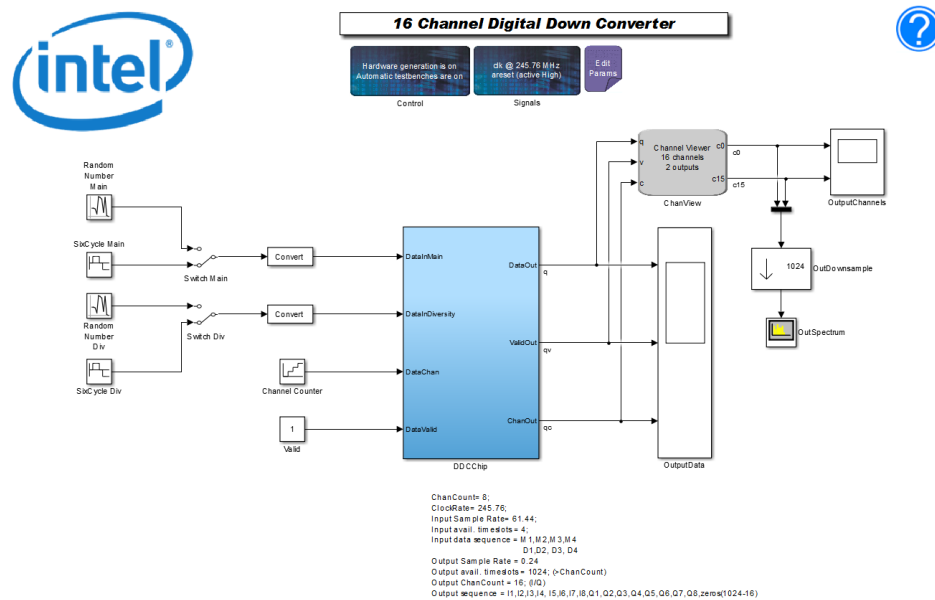 16 Channel Digital Down Converter
?
intel®
Hardware generation is on
Automatic testbenches are on
Control
clk @ 245.76 MHz
areset (active High)
Signals
Edit
Params
q
v
c
Channel Viewer
16 channels
2 outputs
c0
c15
c0
c15
ChanView
OutputChannels
1024
OutDownsample
OutSpectrum
Random
Number
Main
SixCycle Main
Switch Main
Convert
Random
Number
Div
Switch Div
Convert
SixCycle Div
Channel Counter
1
Valid
DataInMain
DataInDiversity
DataChan
DataValid
DataOut
q
ValidOut
qv
ChanOut
qc
DDCChip
OutputData
ChanCount= 8;
ClockRate= 245.76;
Input Sample Rate= 61.44;
Input avail. timeslots= 4;
Input data sequence = M1,M2,M3,M4
D1,D2, D3, D4
Output Sample Rate = 0.24
Output avail. timeslots= 1024; (>ChanCount)
Output ChanCount = 16; (I/Q)
Output sequence = I1,I2,I3,I4, I5,I6,I7,I8,Q1,Q2,Q3,Q4,Q5,Q6,Q7,Q8,zeros(1024-16)